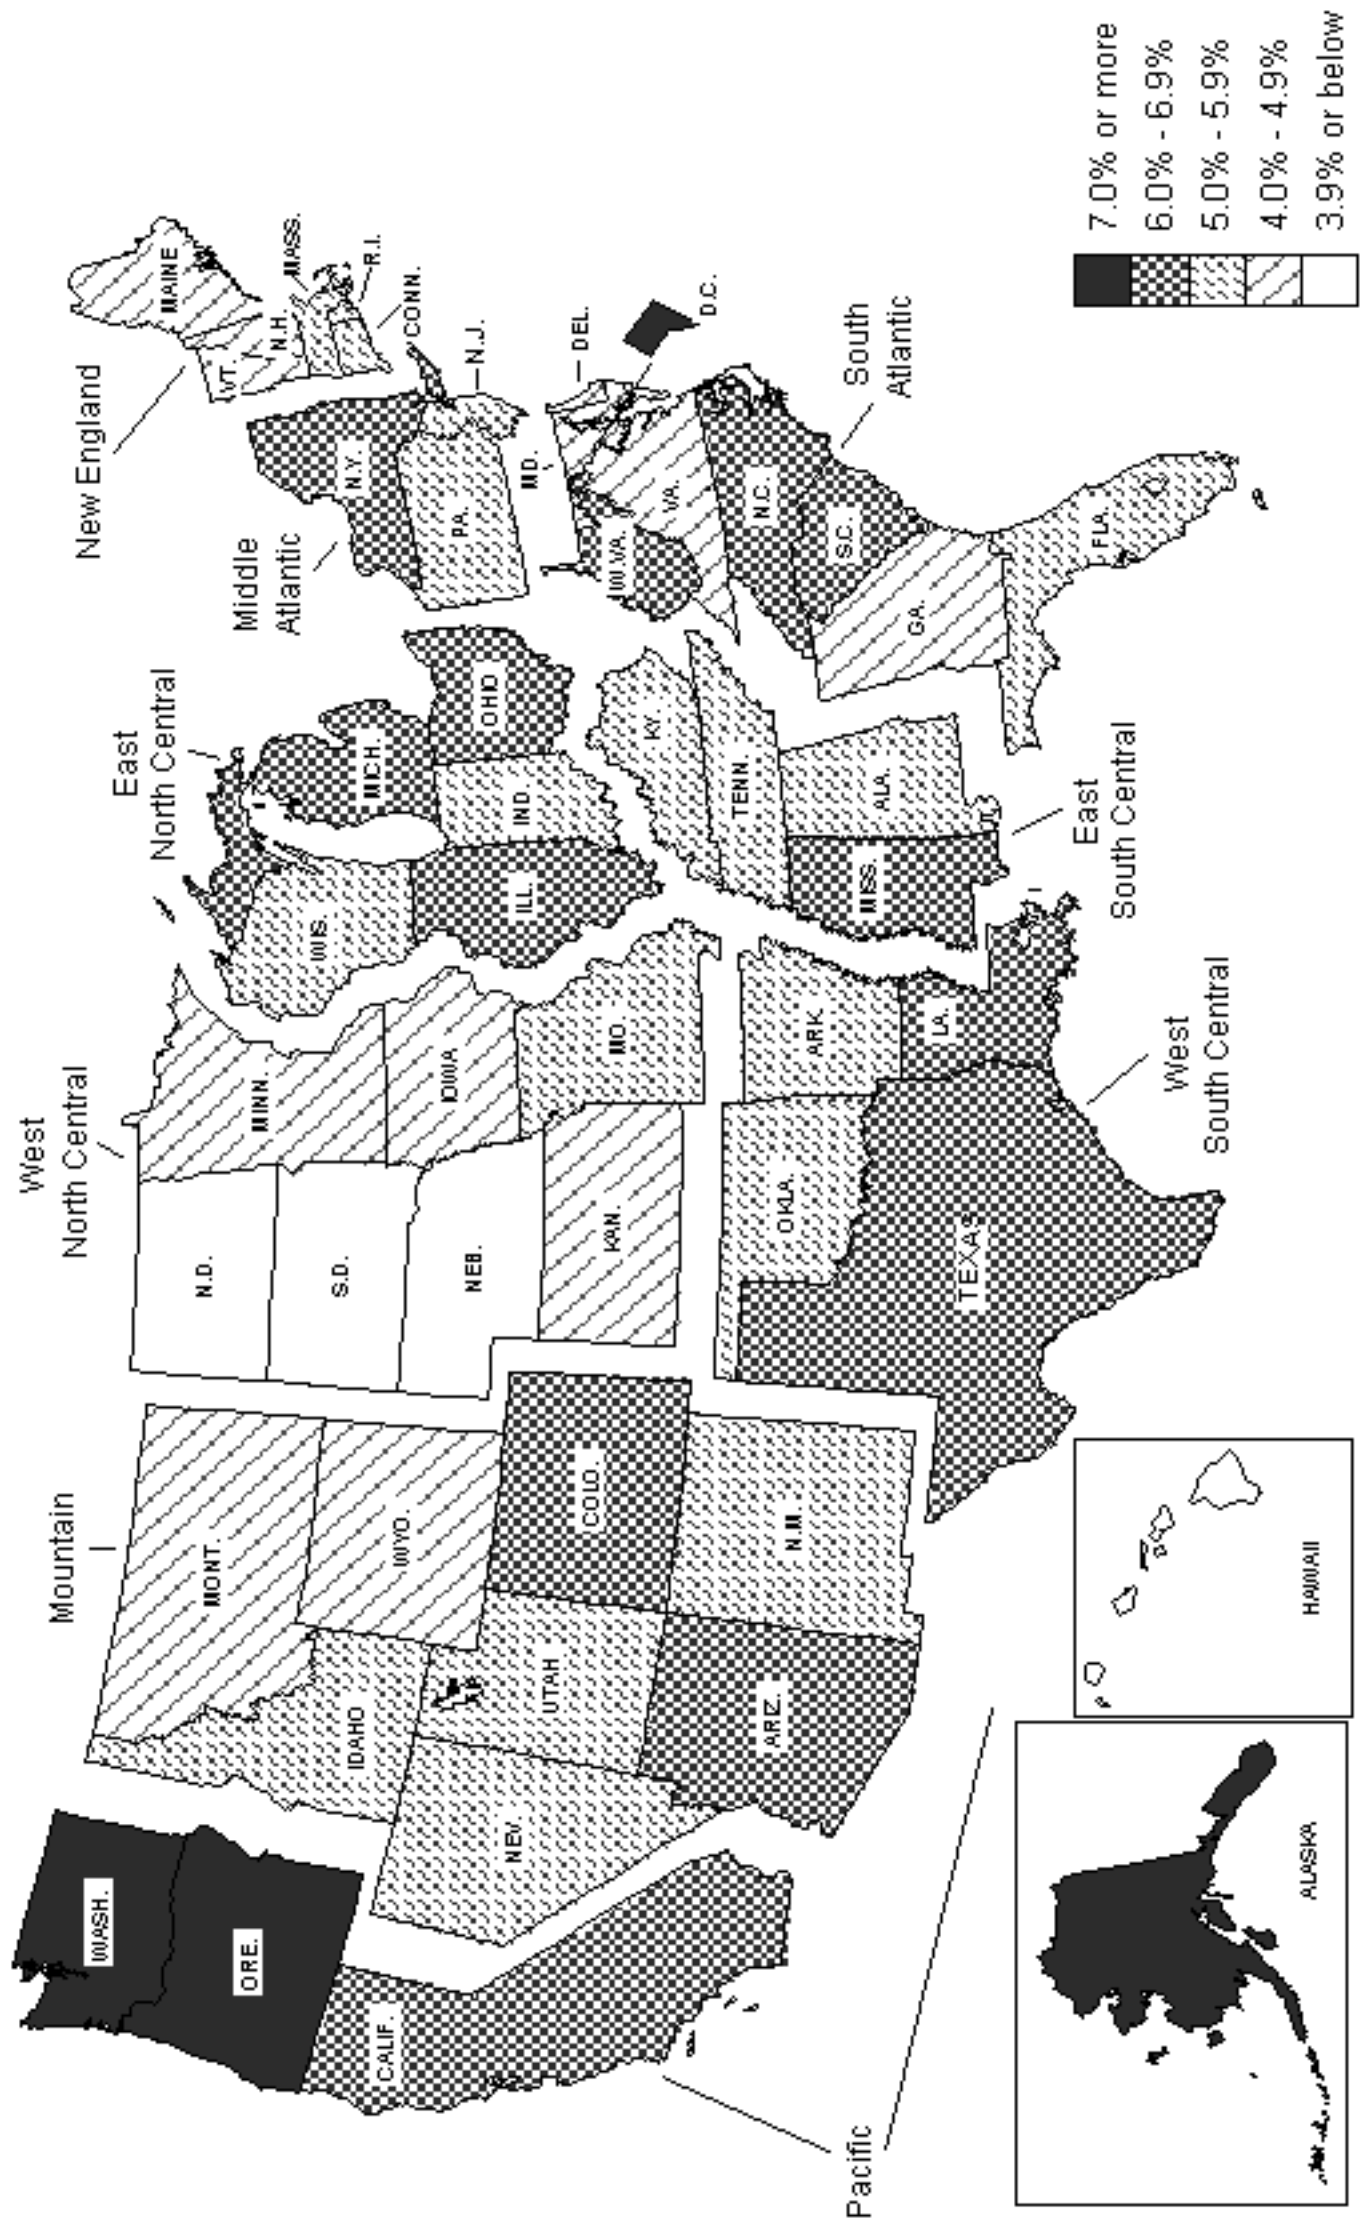 WASH.
ORE.
CALIF.
NEV.
IDAHO
UTAH
ARIZ.
MONT.
WYO.
COLO.
N.M.
Mountain
Pacific
ALASKA
HAWAII
West
North Central
N.D.
S.D.
NEB.
KAN.
MINN.
IOWA
MO.
OKLA.
TEXAS
ARK.
LA.
West
South Central
East
North Central
WIS.
MICH.
ILL.
IND.
OHIO
KY.
TENN.
MISS.
ALA.
East
South Central
Middle
Atlantic
N.Y.
PA.
N.J.
New England
MAINE
VT.
N.H.
MASS.
R.I.
CONN.
MD.
DEL.
D.C.
W.VA.
VA.
N.C.
S.C.
GA.
FLA.
South
Atlantic
7.0% or more
6.0% - 6.9%
5.0% - 5.9%
4.0% - 4.9%
3.9% or below